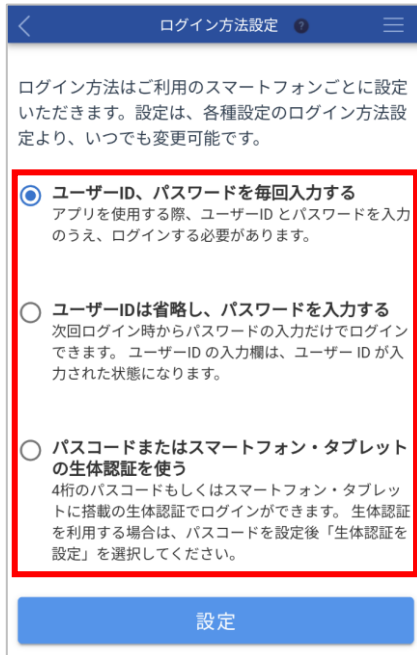 ログイン方法設定 ?
ログイン方法はご利用のスマートフォンごとに設定
いただきます。設定は、各種設定のログイン方法設
定より、いつでも変更可能です。
ユーザーID、パスワードを毎回入力する
アプリを使用する際、ユーザーID とパスワードを入力
のうえ、ログインする必要があります。
ユーザーIDは省略し、パスワードを入力する
次回ログイン時からパスワードの入力だけでログイン
できます。 ユーザーID の入力欄は、ユーザー ID が入
力された状態になります。
パスコードまたはスマートフォン・タブレット
の生体認証を使う
4桁のパスコードもしくはスマートフォン・タブレッ
トに搭載の生体認証でログインができます。 生体認証
を利用する場合は、パスコードを設定後「生体認証を
設定」を選択してください。
設定